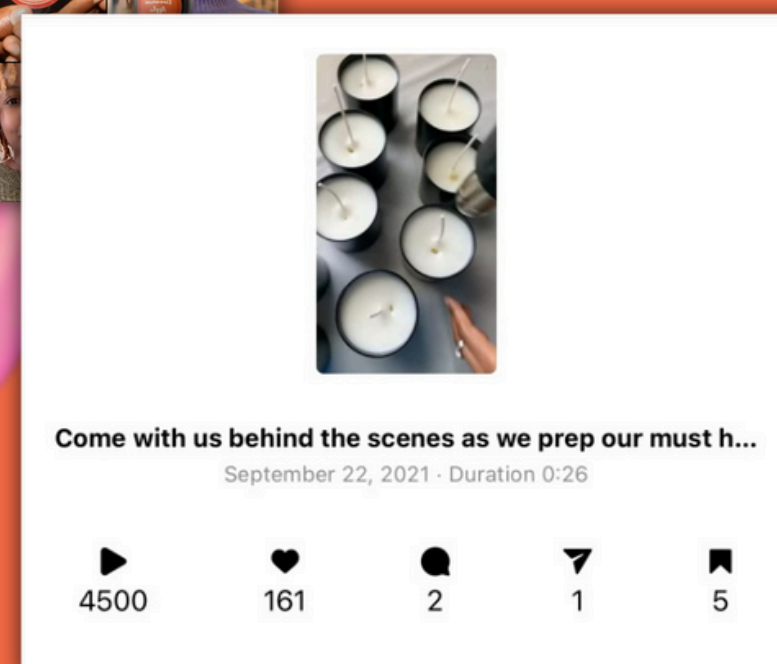 Come with us behind the scenes as we prep our must h...
September 22, 2021 · Duration 0:26
4500 161 2 1 5